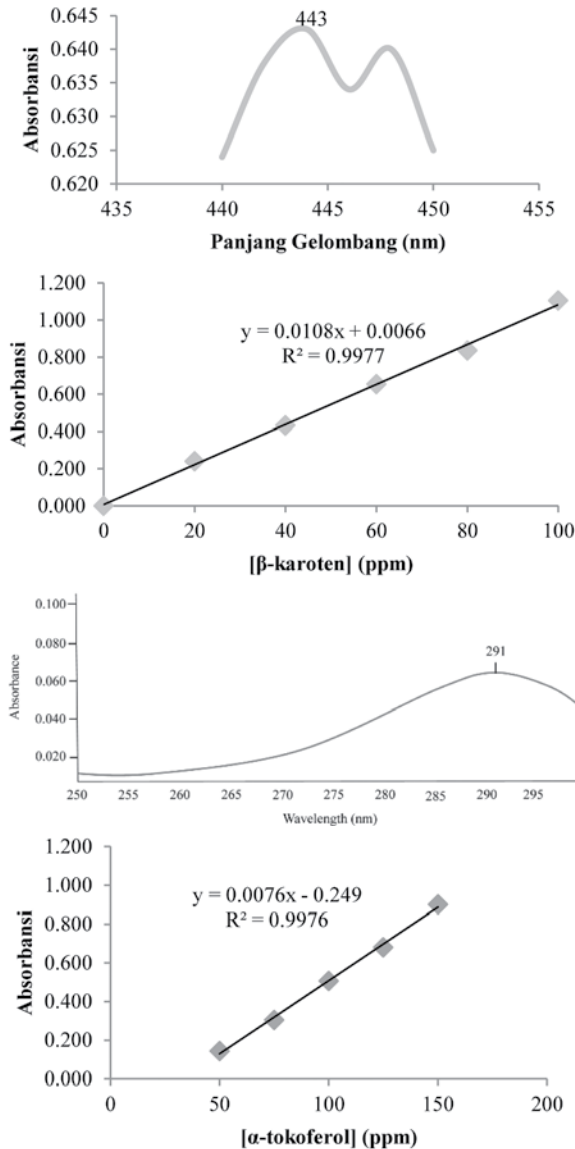 0.645
0.640
0.635
0.630
0.625
0.620
443
435 440 445 450 455
Absorbansi
Panjang Gelombang (nm)
1.200
1.000
0.800
0.600
0.400
0.200
0.000
y = 0.0108x + 0.0066
R² = 0.9977
0 20 40 60 80 100
Absorbansi
[β-karoten] (ppm)
0.100
0.080
0.060
0.040
0.020
291
250 255 260 265 270 275 280 285 290 295
Absorbance
Wavelength (nm)
1.200
1.000
0.800
0.600
0.400
0.200
0.000
y = 0.0076x - 0.249
R² = 0.9976
0 50 100 150 200
Absorbansi
[α-tokoferol] (ppm)